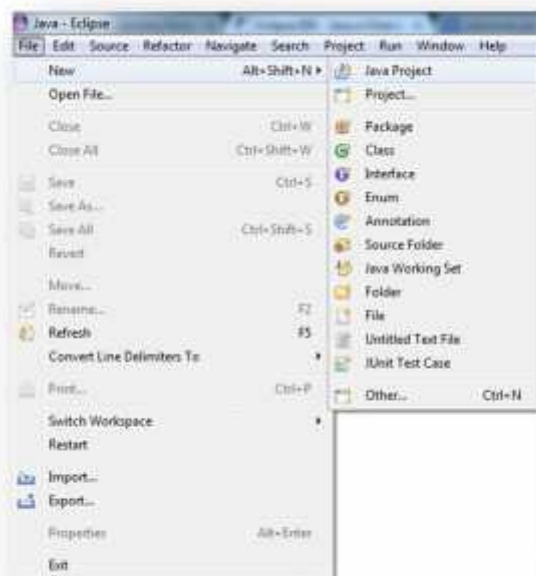 Java - Eclipse
File Edit Source Refactor Navigate Search Project Run Window Help
New Alt+Shift+N
Open File...
Close Ctrl+W
Close All Ctrl+Shift+W
Save Ctrl+S
Save As...
Save All Ctrl+Shift+S
Revert
Move...
Rename... F2
Refresh F5
Convert Line Delimiters To
Print... Ctrl+P
Switch Workspace
Restart
Import...
Export...
Properties Alt+Enter
Exit
Java Project
Project...
Package
Class
Interface
Enum
Annotation
Source Folder
Java Working Set
Folder
File
Untitled Text File
JUnit Test Case
Other... Ctrl+N